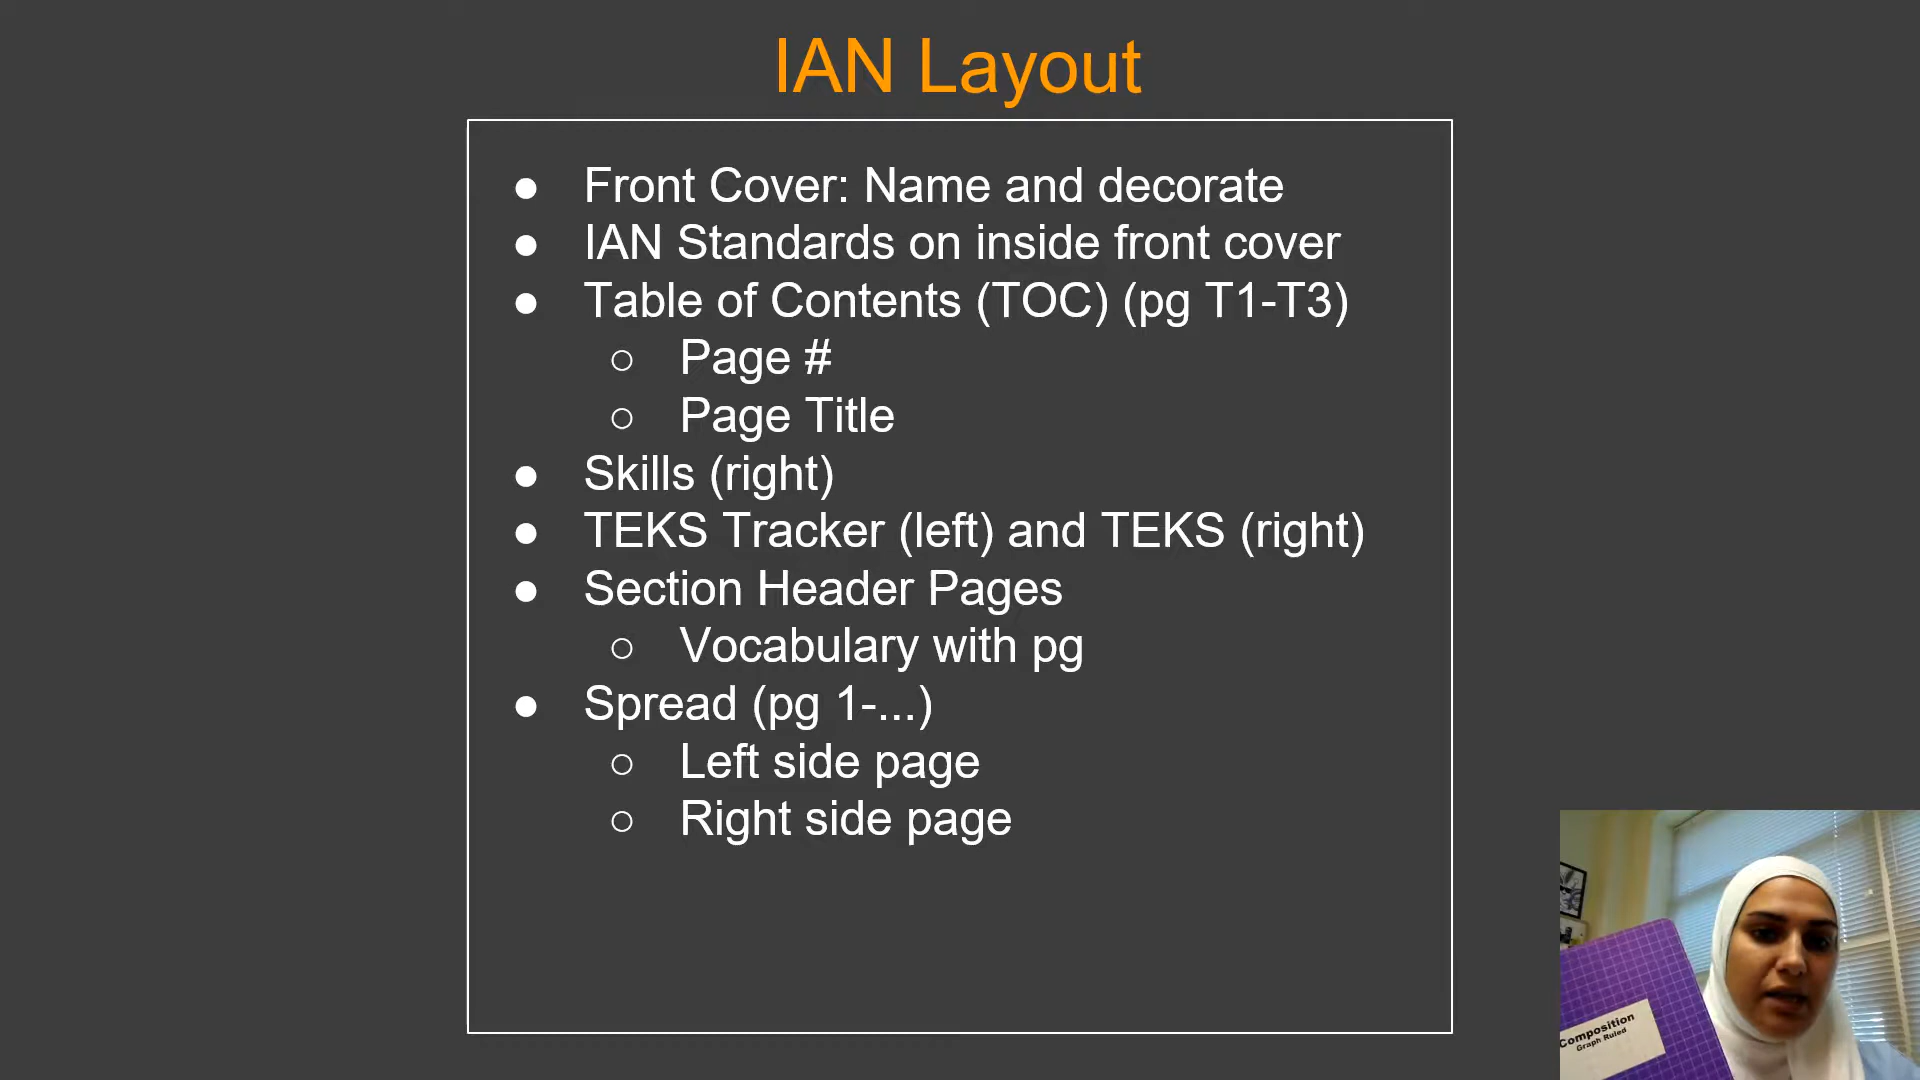 IAN Layout
● Front Cover: Name and decorate
● IAN Standards on inside front cover
● Table of Contents (TOC) (pg T1-T3)
○ Page #
○ Page Title
● Skills (right)
● TEKS Tracker (left) and TEKS (right)
● Section Header Pages
○ Vocabulary with pg
● Spread (pg 1-...)
○ Left side page
○ Right side page
Composition
Graph Ruled